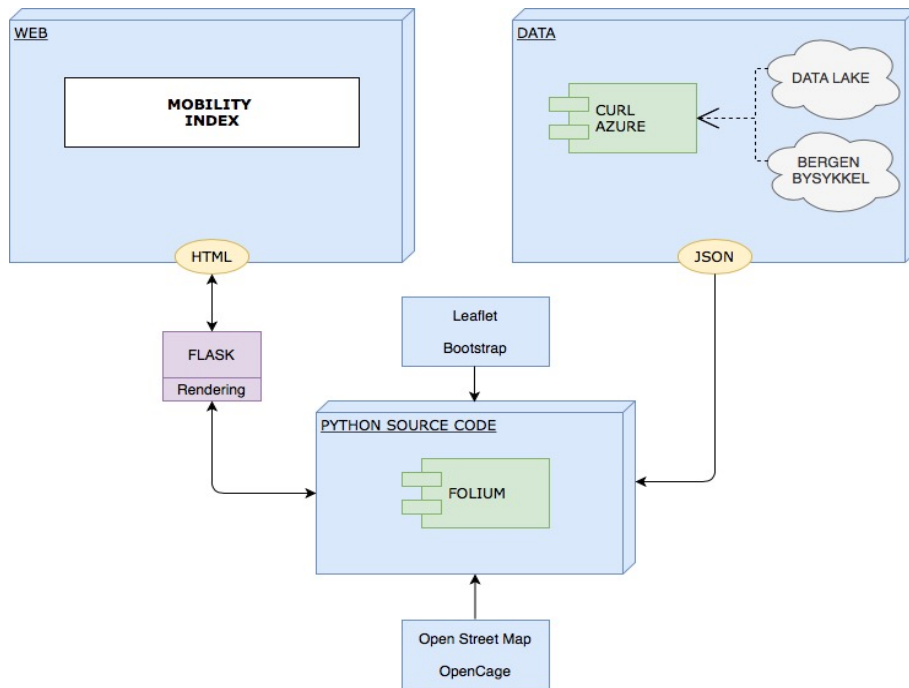 WEB
MOBILITY
INDEX
HTML
DATA
CURL
AZURE
DATA LAKE
BERGEN
BYSYKKEL
JSON
FLASK
Rendering
Leaflet
Bootstrap
PYTHON SOURCE CODE
FOLIUM
Open Street Map
OpenCage